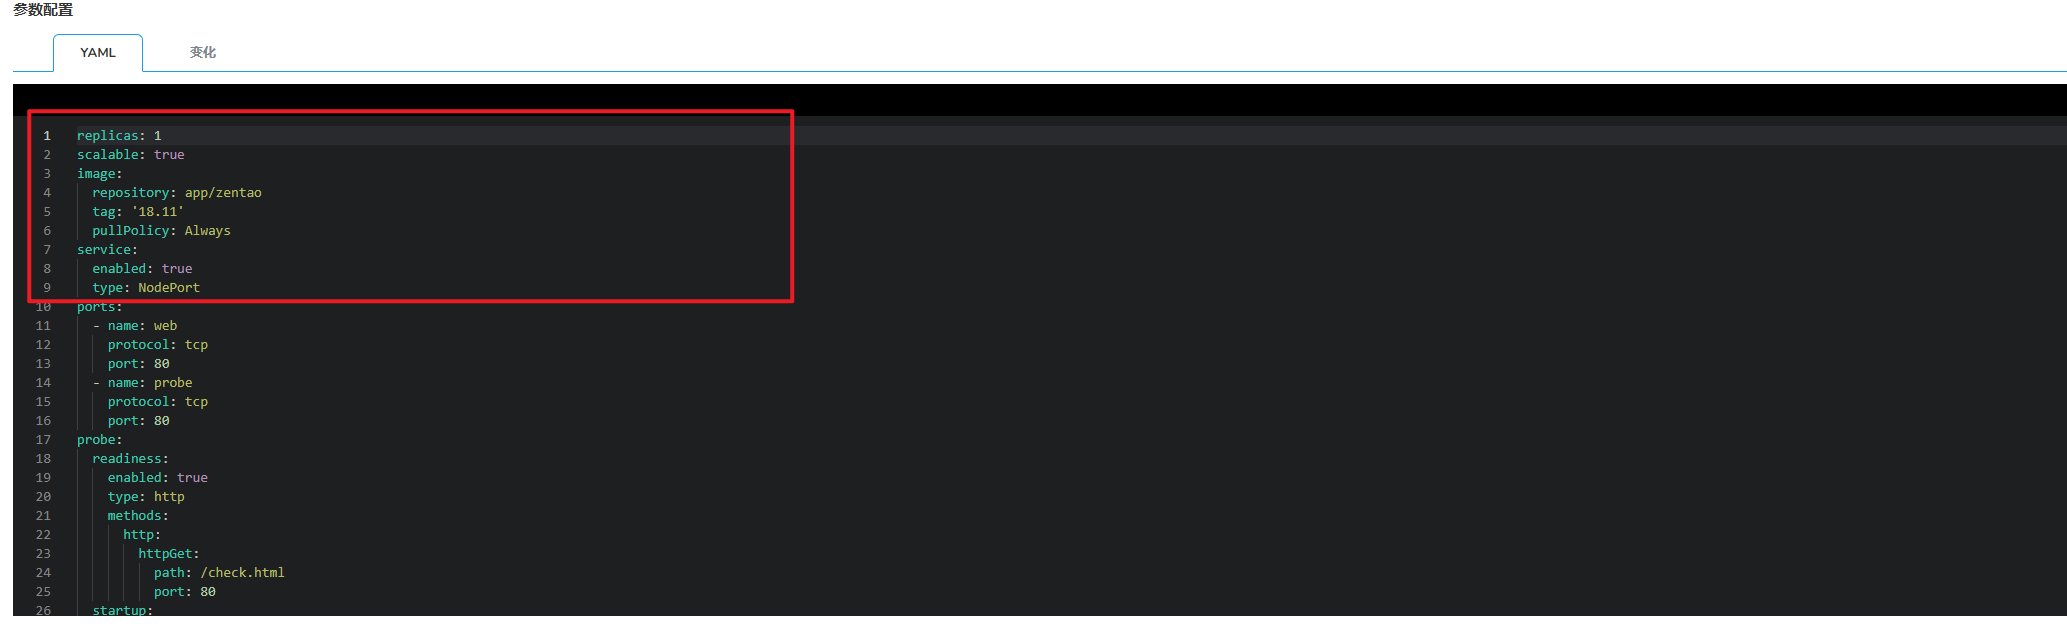 参数配置
YAML 变化
1 replicas: 1
2 scalable: true
3 image:
4 repository: app/zentao
5 tag: '18.11'
6 pullPolicy: Always
7 service:
8 enabled: true
9 type: NodePort
10 ports:
11 - name: web
12 protocol: tcp
13 port: 80
14 - name: probe
15 protocol: tcp
16 port: 80
17 probe:
18 readiness:
19 enabled: true
20 type: http
21 methods:
22 http:
23 httpGet:
24 path: /check.html
25 port: 80
26 startup: